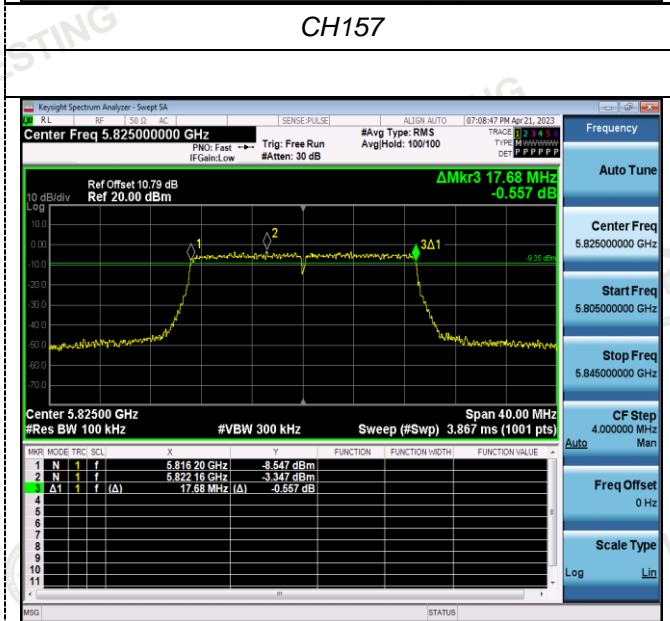 CH157
Keysight Spectrum Analyzer - Swept SA
RL RF 50 Ω AC SENSE:PULSE ALIGN AUTO 07:08:47 PM Apr 21, 2023
Center Freq 5.825000000 GHz
PNO: Fast
IFGain:Low
Trig: Free Run
#Atten: 30 dB
#Avg Type: RMS
Avg|Hold: 100/100
TRACE 1 2 3 4 5 6
TYPE M W W W W W
DET P P P P P P
Frequency
ΔMkr3 17.68 MHz
-0.557 dB
Ref Offset 10.79 dB
10 dB/div Ref 20.00 dBm
Log
10.0
0.00
-10.0
-20.0
-30.0
-40.0
-50.0
-60.0
-70.0
1
2
3Δ1
-9.35 dBm
Center 5.82500 GHz Span 40.00 MHz
#Res BW 100 kHz #VBW 300 kHz Sweep (#Swp) 3.867 ms (1001 pts)
MKR MODE TRC SCL X Y FUNCTION FUNCTION WIDTH FUNCTION VALUE
1 N 1 f 5.816 20 GHz -8.547 dBm
2 N 1 f 5.822 16 GHz -3.347 dBm
3 Δ1 1 f (Δ) 17.68 MHz (Δ) -0.557 dB
4
5
6
7
8
9
10
11
MSG STATUS
Auto Tune
Center Freq
5.825000000 GHz
Start Freq
5.805000000 GHz
Stop Freq
5.845000000 GHz
CF Step
4.000000 MHz
Auto Man
Freq Offset
0 Hz
Scale Type
Log Lin